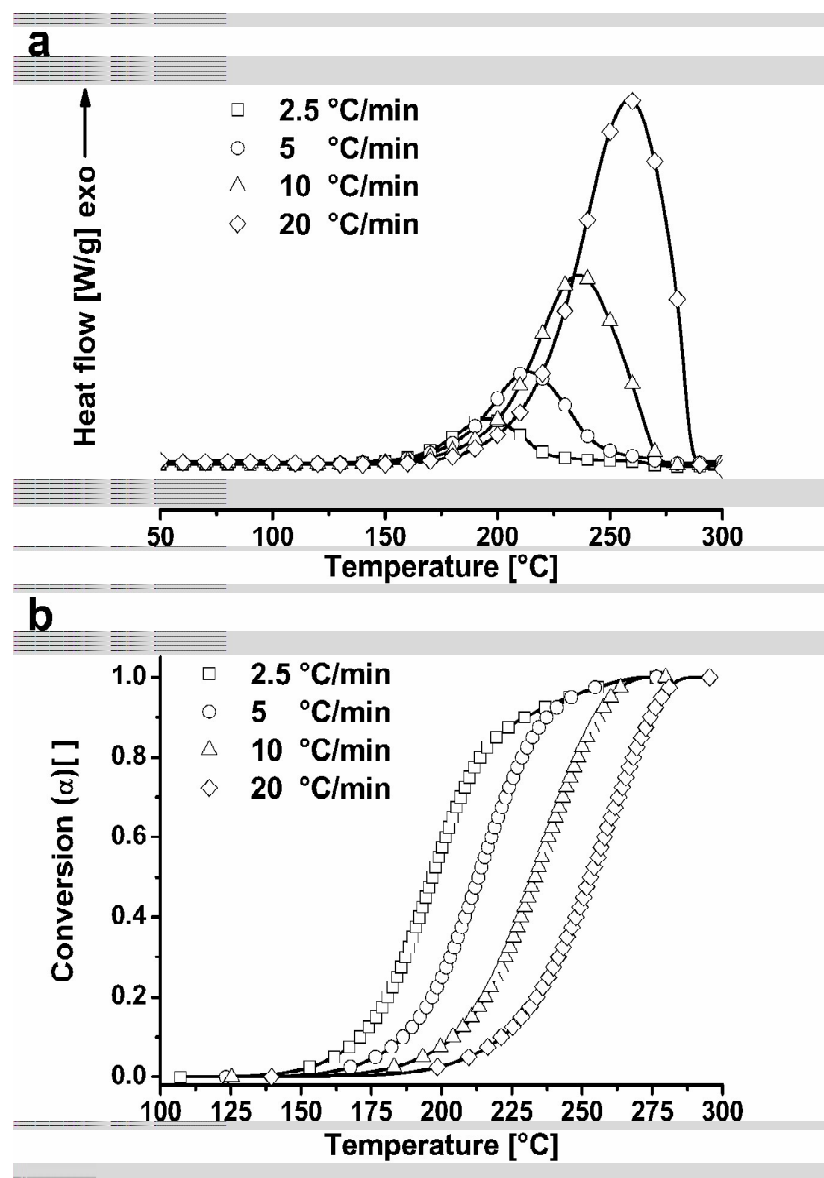 a
Heat flow [W/g] exo
2.5 °C/min
5 °C/min
10 °C/min
20 °C/min
50 100 150 200 250 300
Temperature [°C]
b
Conversion (α)[ ]
1.0
0.8
0.6
0.4
0.2
0.0
2.5 °C/min
5 °C/min
10 °C/min
20 °C/min
100 125 150 175 200 225 250 275 300
Temperature [°C]